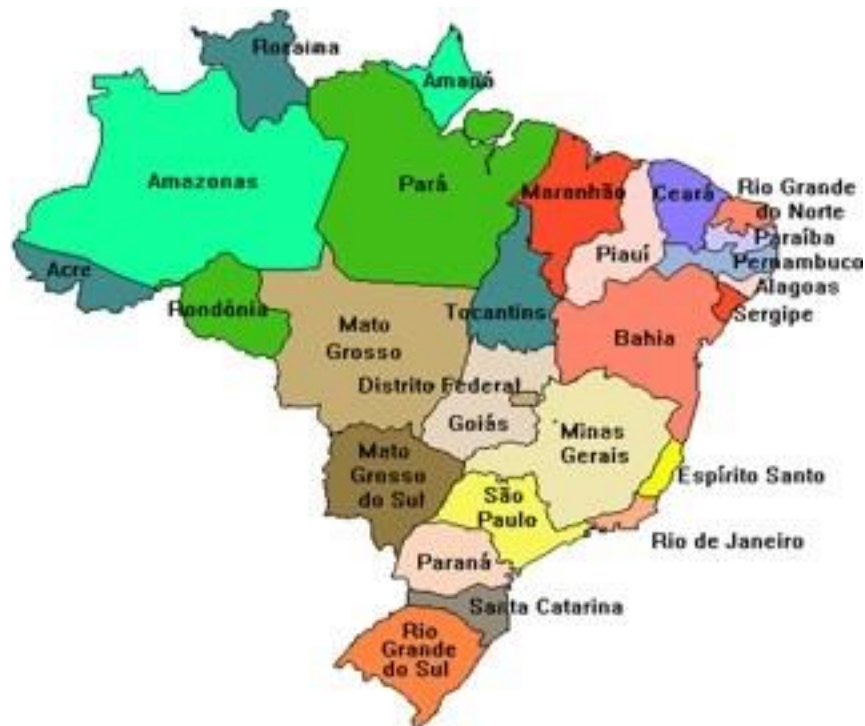 Roraima
Amapá
Amazonas
Pará
Maranhão
Ceará
Rio Grande
do Norte
Paraíba
Piauí
Pernambuco
Acre
Alagoas
Rondônia
Tocantins
Sergipe
Mato
Grosso
Bahia
Distrito Federal
Goiás
Minas
Gerais
Mato
Grosso
do Sul
Espírito Santo
São
Paulo
Rio de Janeiro
Paraná
Santa Catarina
Rio
Grande
do Sul